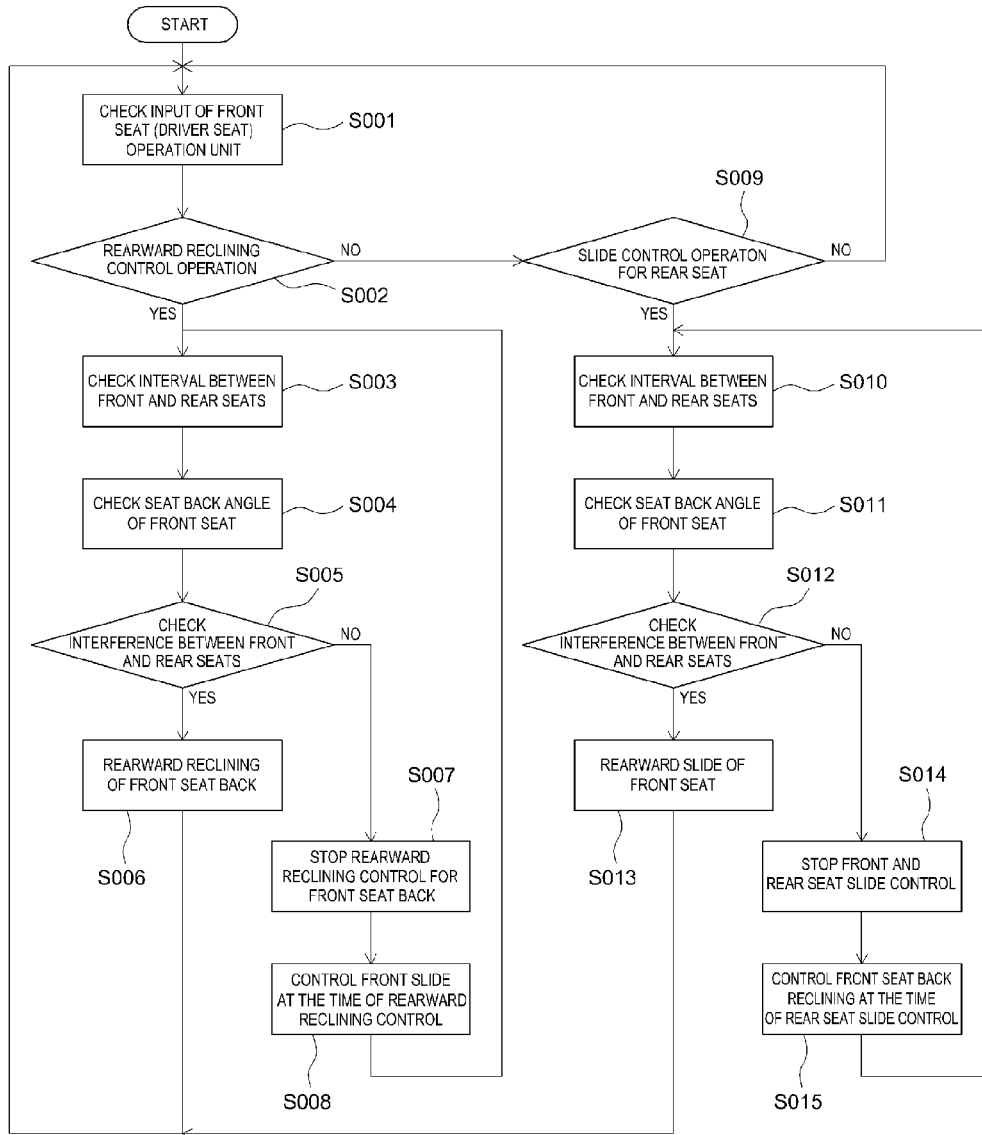 START
CHECK INPUT OF FRONT
SEAT (DRIVER SEAT)
OPERATION UNIT
S001
REARWARD RECLINING
CONTROL OPERATION
NO
S002
YES
S009
SLIDE CONTROL OPERATON
FOR REAR SEAT
NO
YES
CHECK INTERVAL BETWEEN
FRONT AND REAR SEATS
S003
CHECK SEAT BACK ANGLE
OF FRONT SEAT
S004
S005
CHECK
INTERFERENCE BETWEEN FRONT
AND REAR SEATS
NO
YES
REARWARD RECLINING
OF FRONT SEAT BACK
S006
S007
STOP REARWARD
RECLINING CONTROL FOR
FRONT SEAT BACK
CONTROL FRONT SLIDE
AT THE TIME OF REARWARD
RECLINING CONTROL
S008
CHECK INTERVAL BETWEEN
FRONT AND REAR SEATS
S010
CHECK SEAT BACK ANGLE
OF FRONT SEAT
S011
S012
CHECK
INTERFERENCE BETWEEN FRONT
AND REAR SEATS
NO
YES
REARWARD SLIDE OF
FRONT SEAT
S013
S014
STOP FRONT AND
REAR SEAT SLIDE CONTROL
CONTROL FRONT SEAT BACK
RECLINING AT THE TIME
OF REAR SEAT SLIDE CONTROL
S015